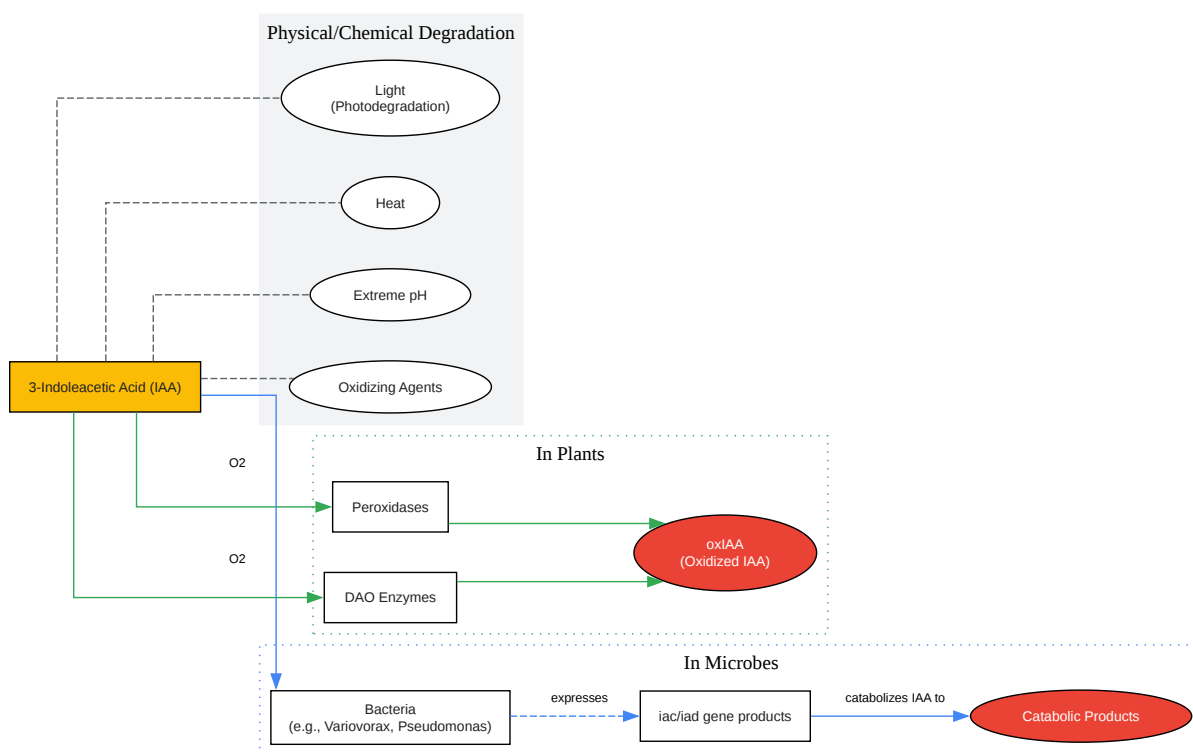 Physical/Chemical Degradation
Light
(Photodegradation)
Heat
Extreme pH
3-Indoleacetic Acid (IAA)
Oxidizing Agents
In Plants
O2
Peroxidases
oxIAA
(Oxidized IAA)
O2
DAO Enzymes
In Microbes
Bacteria
(e.g., Variovorax, Pseudomonas)
expresses
iac/iad gene products
catabolizes IAA to
Catabolic Products